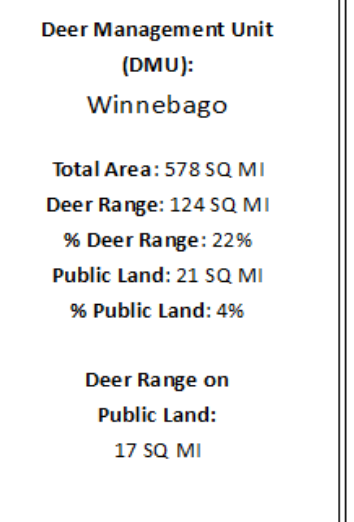 Deer Management Unit
(DMU):
Winnebago
Total Area: 578 SQ MI
Deer Range: 124 SQ MI
% Deer Range: 22%
Public Land: 21 SQ MI
% Public Land: 4%
Deer Range on
Public Land:
17 SQ MI